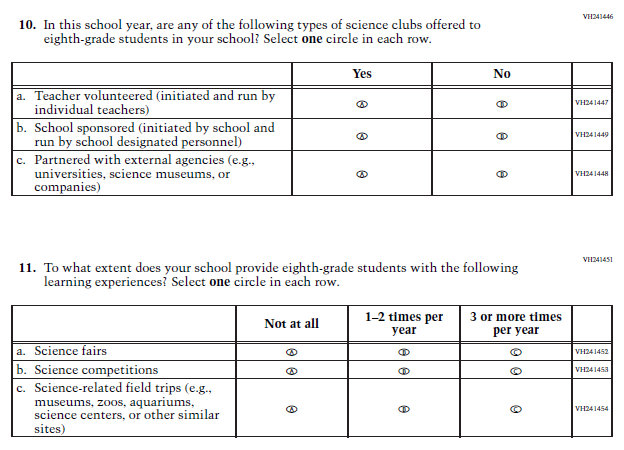 VH241446
10. In this school year, are any of the following types of science clubs offered to
eighth-grade students in your school? Select one circle in each row.
Yes No
a. Teacher volunteered (initiated and run by
individual teachers) Ⓐ Ⓑ VH241447
b. School sponsored (initiated by school and
run by school designated personnel) Ⓐ Ⓑ VH241449
c. Partnered with external agencies (e.g.,
universities, science museums, or Ⓐ Ⓑ VH241448
companies)
VH241451
11. To what extent does your school provide eighth-grade students with the following
learning experiences? Select one circle in each row.
Not at all 1–2 times per 3 or more times
year per year
a. Science fairs Ⓐ Ⓑ Ⓒ VH241452
b. Science competitions Ⓐ Ⓑ Ⓒ VH241453
c. Science-related field trips (e.g.,
museums, zoos, aquariums,
science centers, or other similar Ⓐ Ⓑ Ⓒ VH241454
sites)